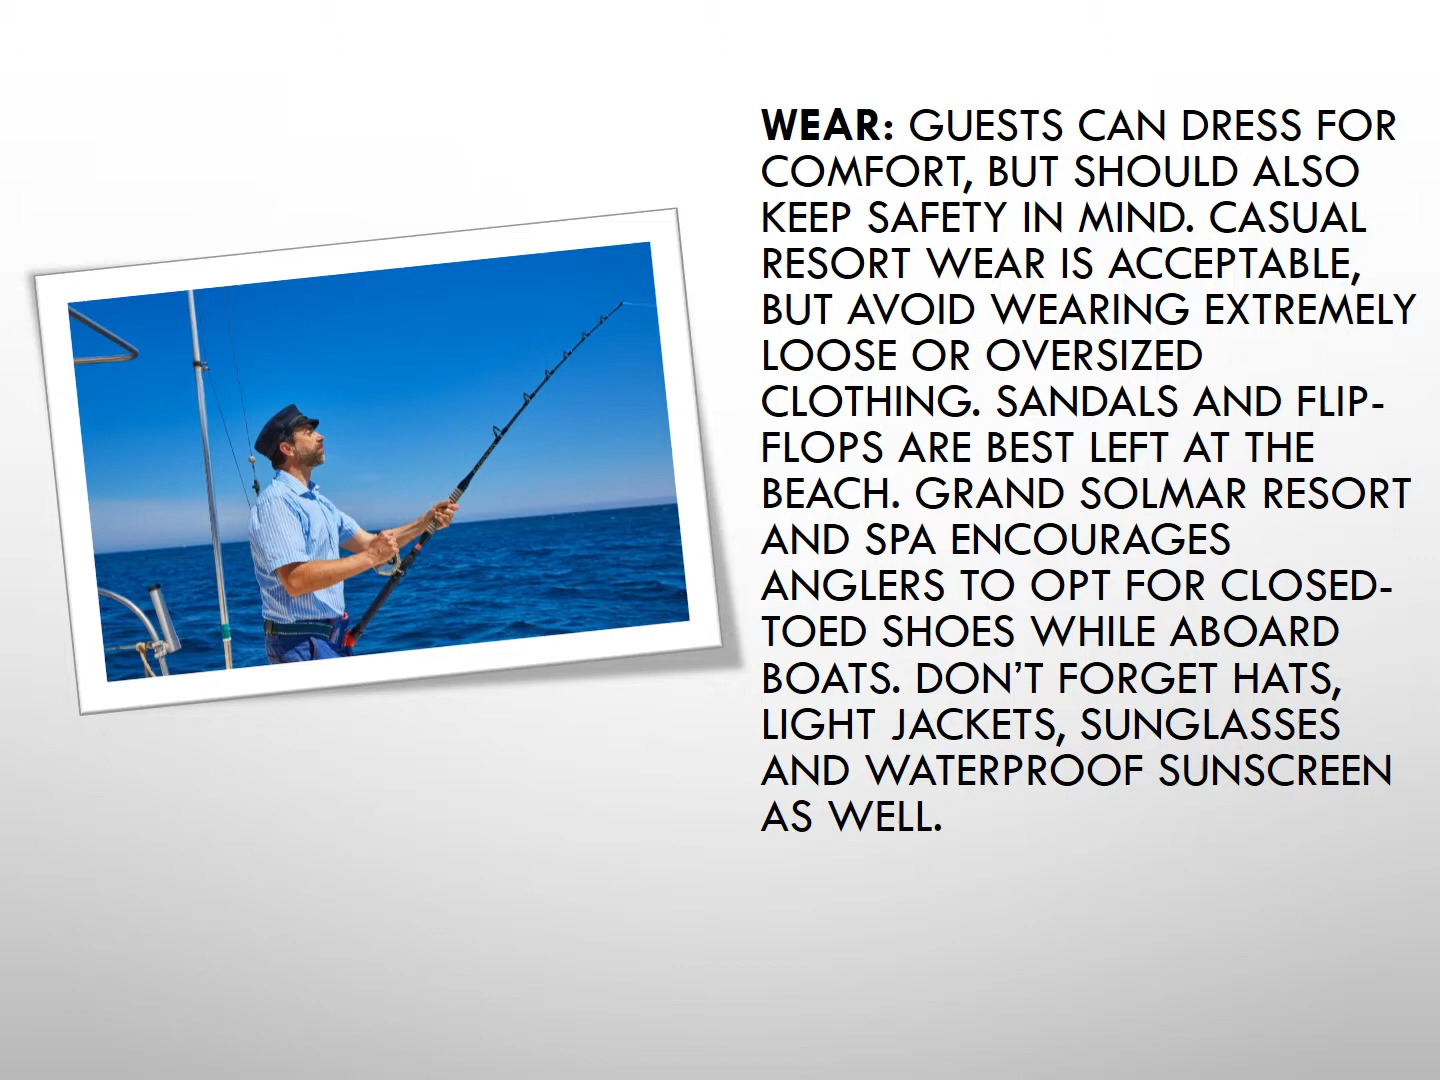 WEAR: GUESTS CAN DRESS FOR
COMFORT, BUT SHOULD ALSO
KEEP SAFETY IN MIND. CASUAL
RESORT WEAR IS ACCEPTABLE,
BUT AVOID WEARING EXTREMELY
LOOSE OR OVERSIZED
CLOTHING. SANDALS AND FLIP-
FLOPS ARE BEST LEFT AT THE
BEACH. GRAND SOLMAR RESORT
AND SPA ENCOURAGES
ANGLERS TO OPT FOR CLOSED-
TOED SHOES WHILE ABOARD
BOATS. DON’T FORGET HATS,
LIGHT JACKETS, SUNGLASSES
AND WATERPROOF SUNSCREEN
AS WELL.